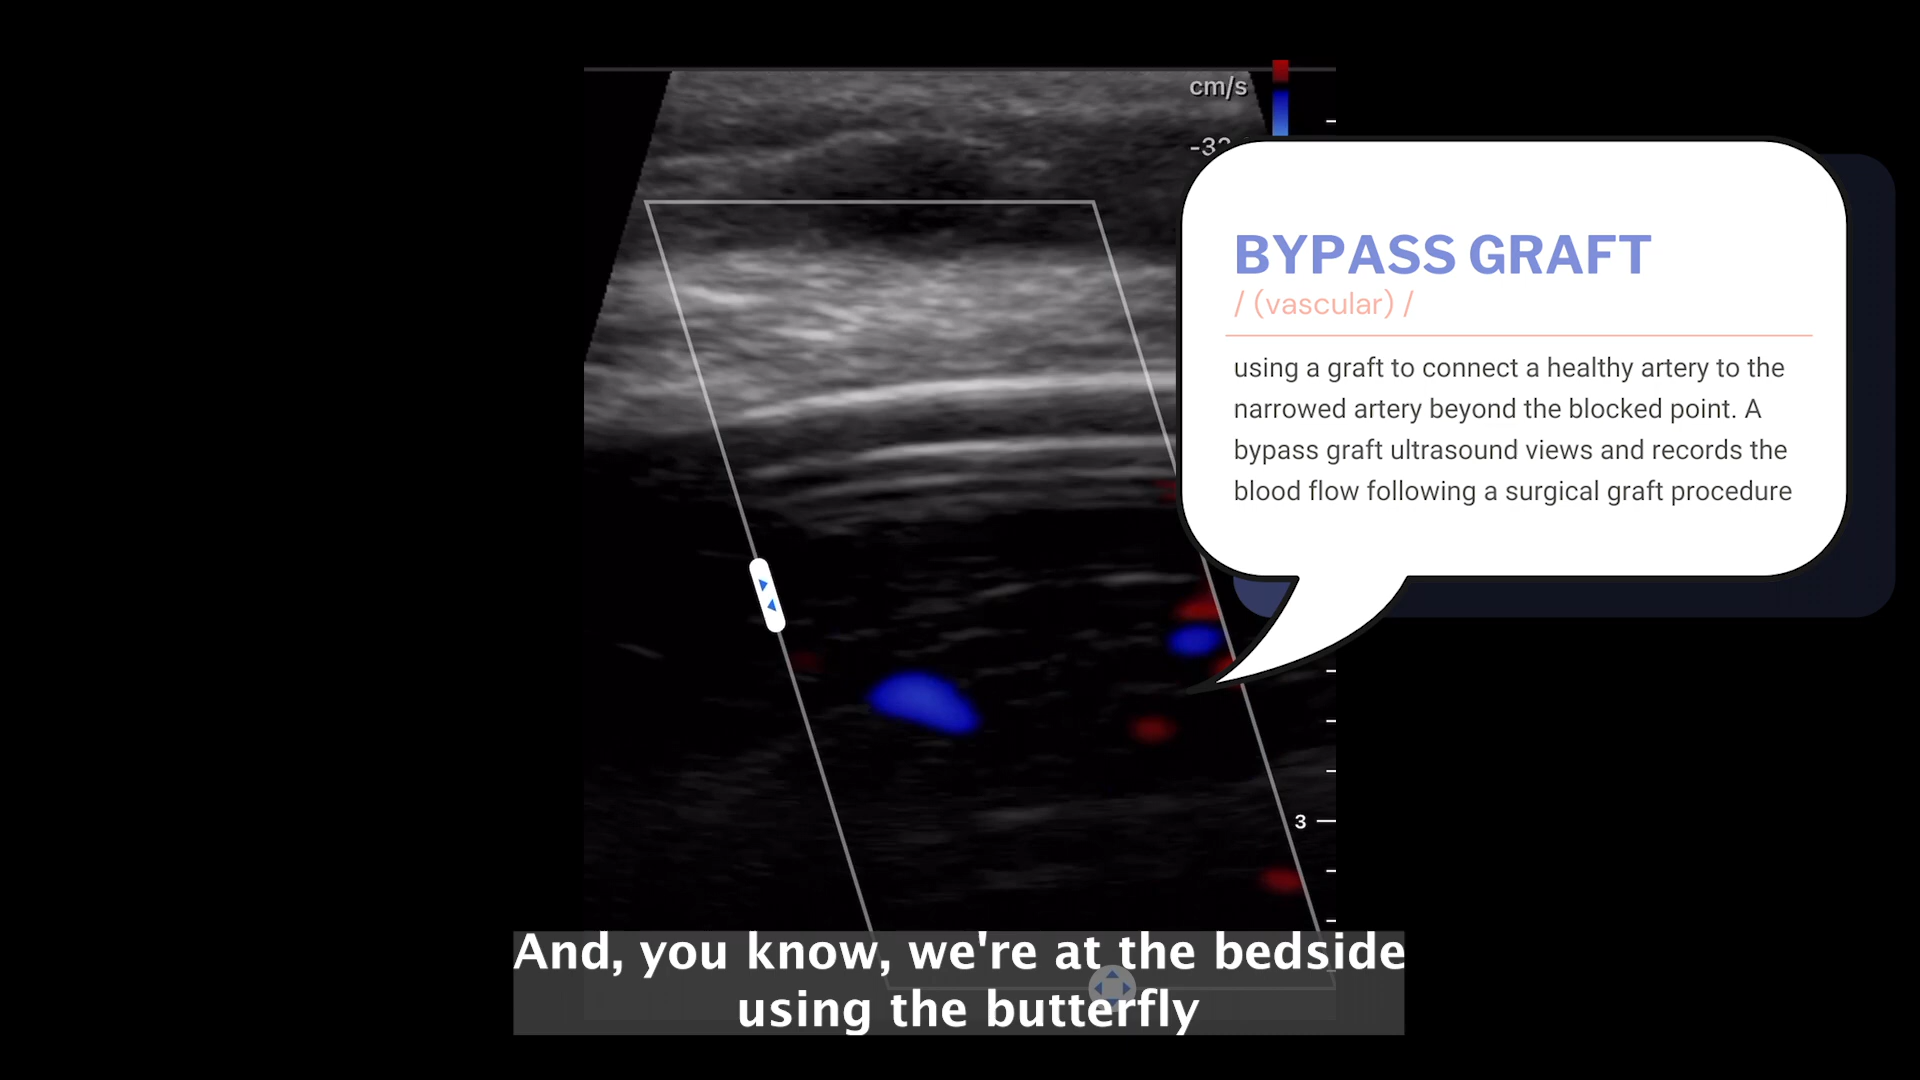 cm/s
-32
BYPASS GRAFT
/ (vascular) /
using a graft to connect a healthy artery to the
narrowed artery beyond the blocked point. A
bypass graft ultrasound views and records the
blood flow following a surgical graft procedure
3
And, you know, we're at the bedside
using the butterfly